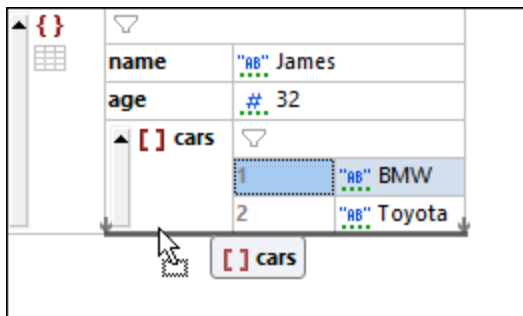 { }
name "AB" James
age # 32
[ ] cars
1 "AB" BMW
2 "AB" Toyota
[ ] cars